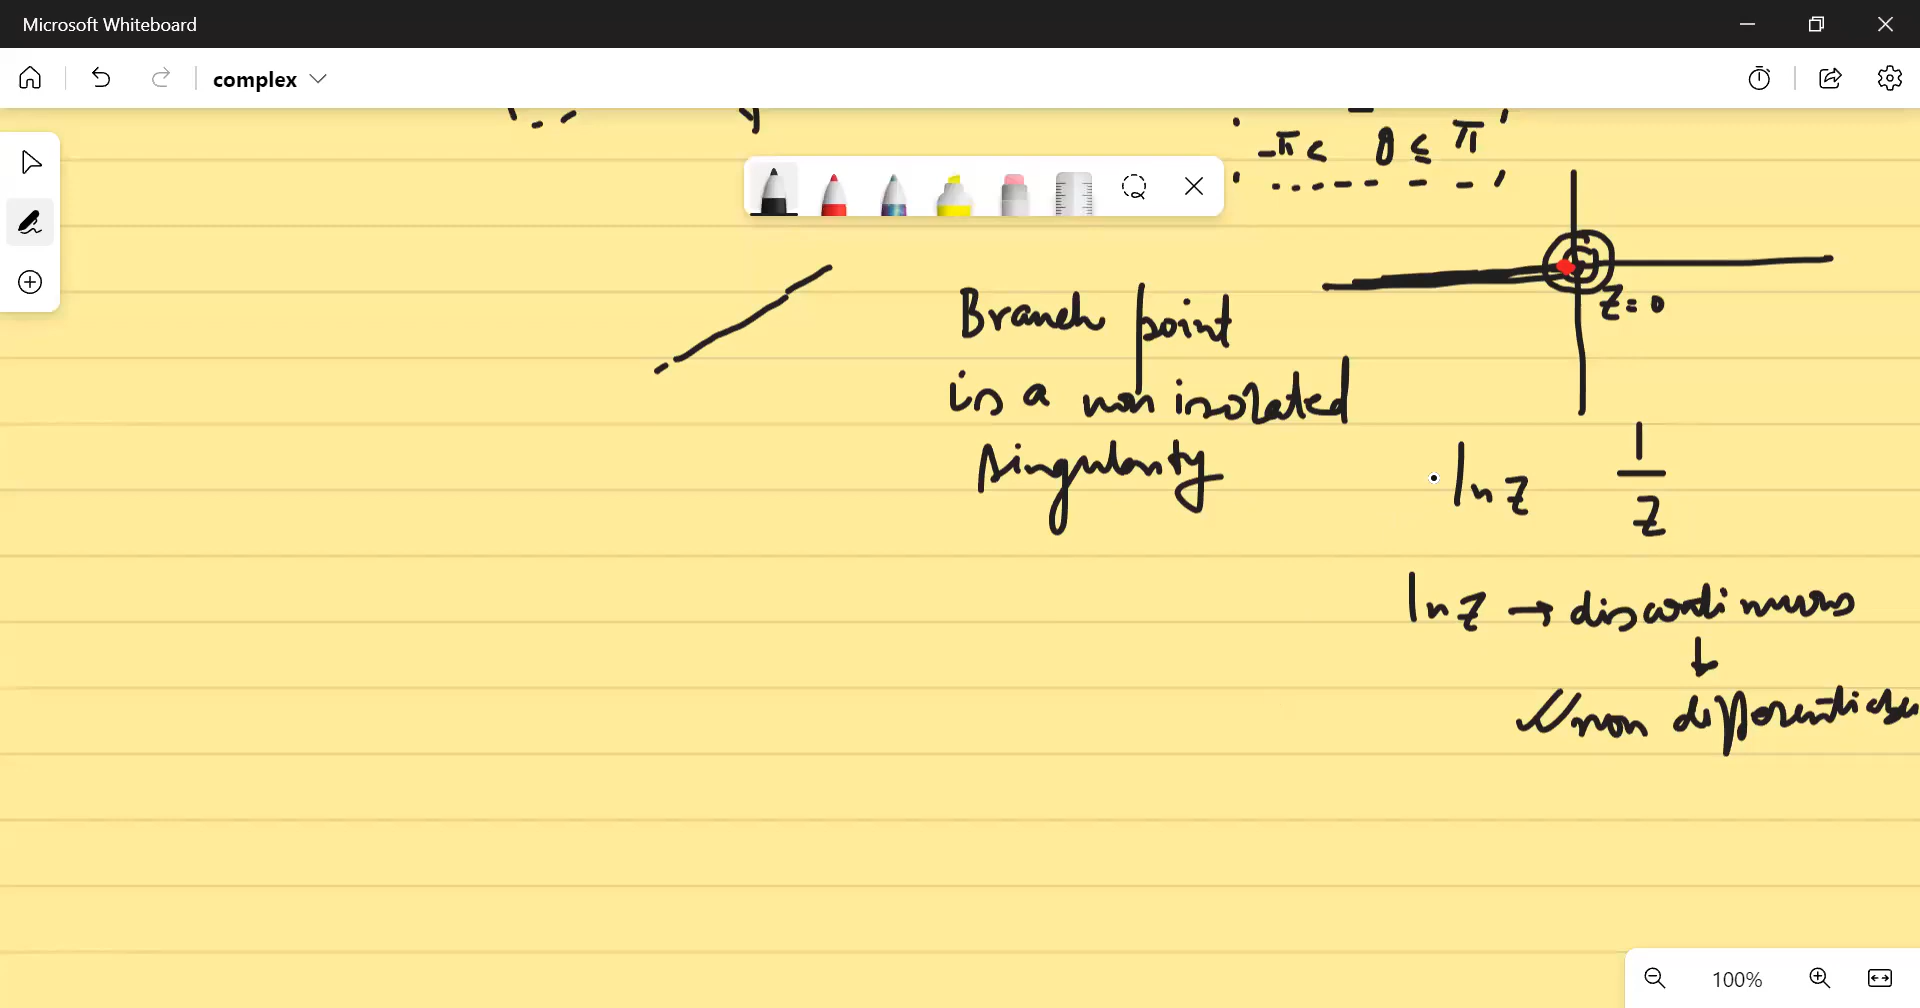 Microsoft Whiteboard
complex
-π < θ ≤ π
z = 0
Branch point
is a non isolated
singularity
ln z
1
z
ln z → discontinuous
↓
non differentiable
100%